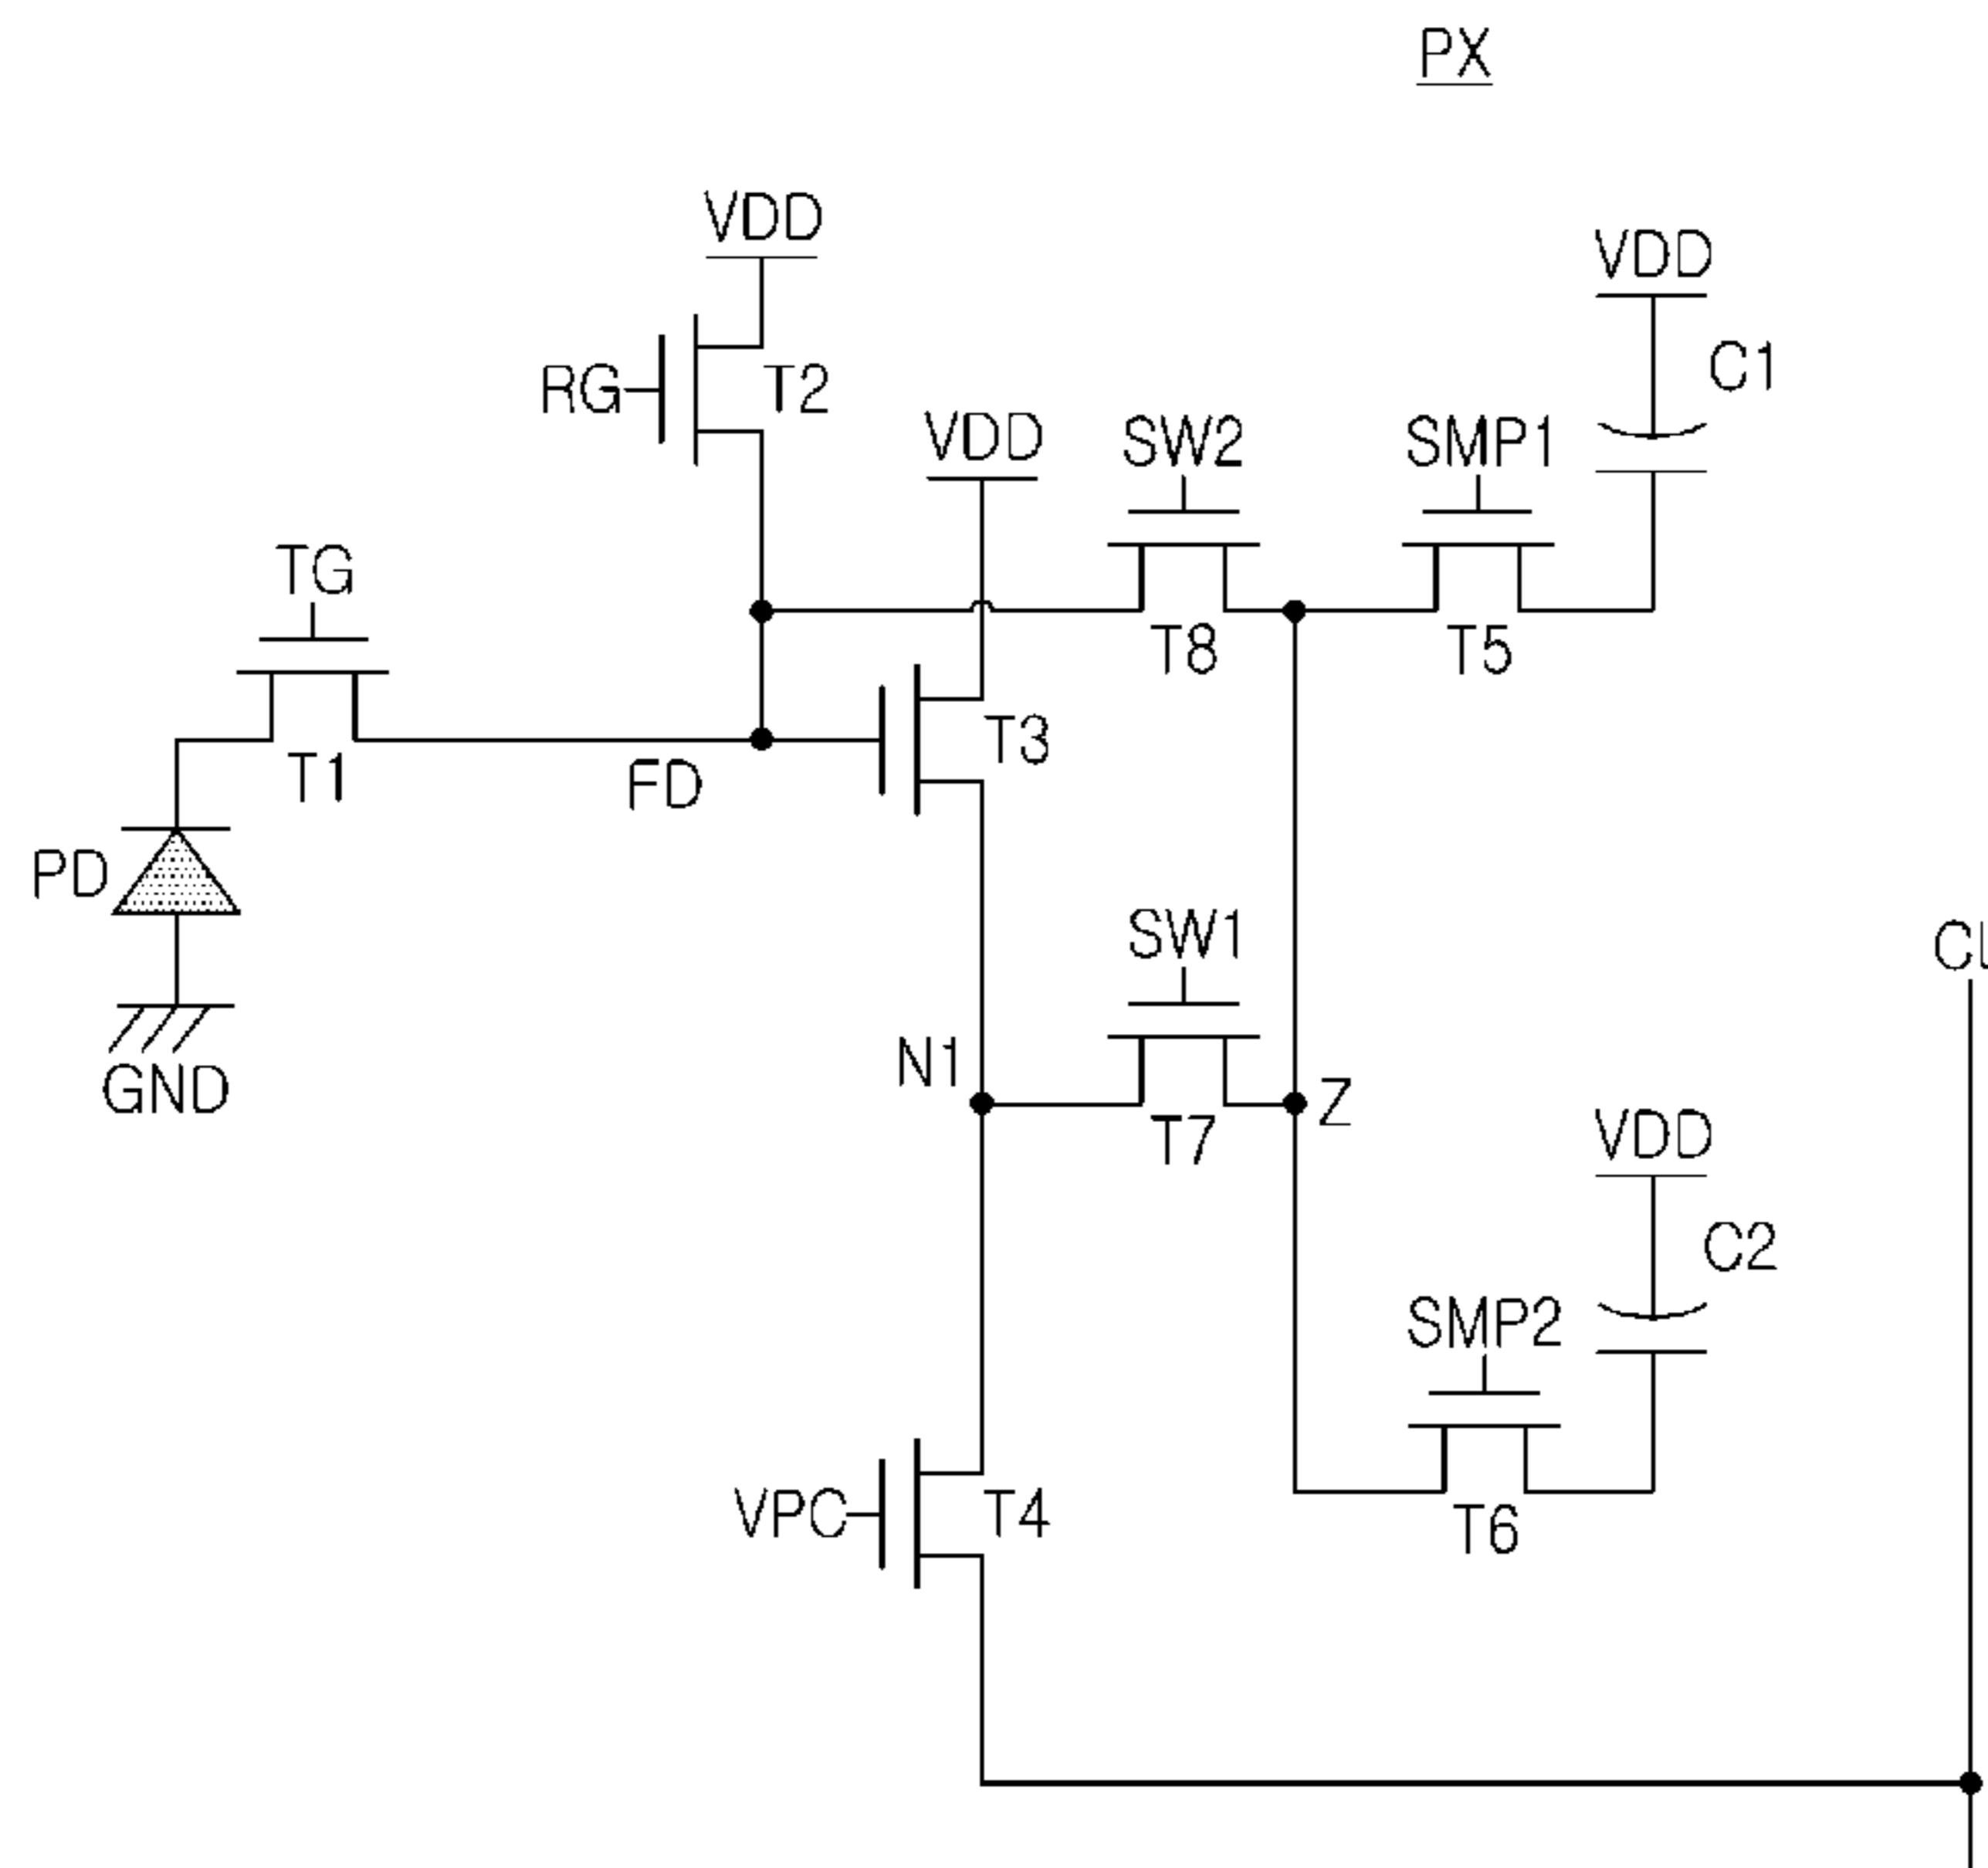 PX
VDD
VDD
C1
RG
T2
VDD
SW2
SMP1
TG
T8
T5
T3
T1
FD
PD
SW1
N1
GND
Z
T7
VDD
C2
SMP2
VPC
T4
T6